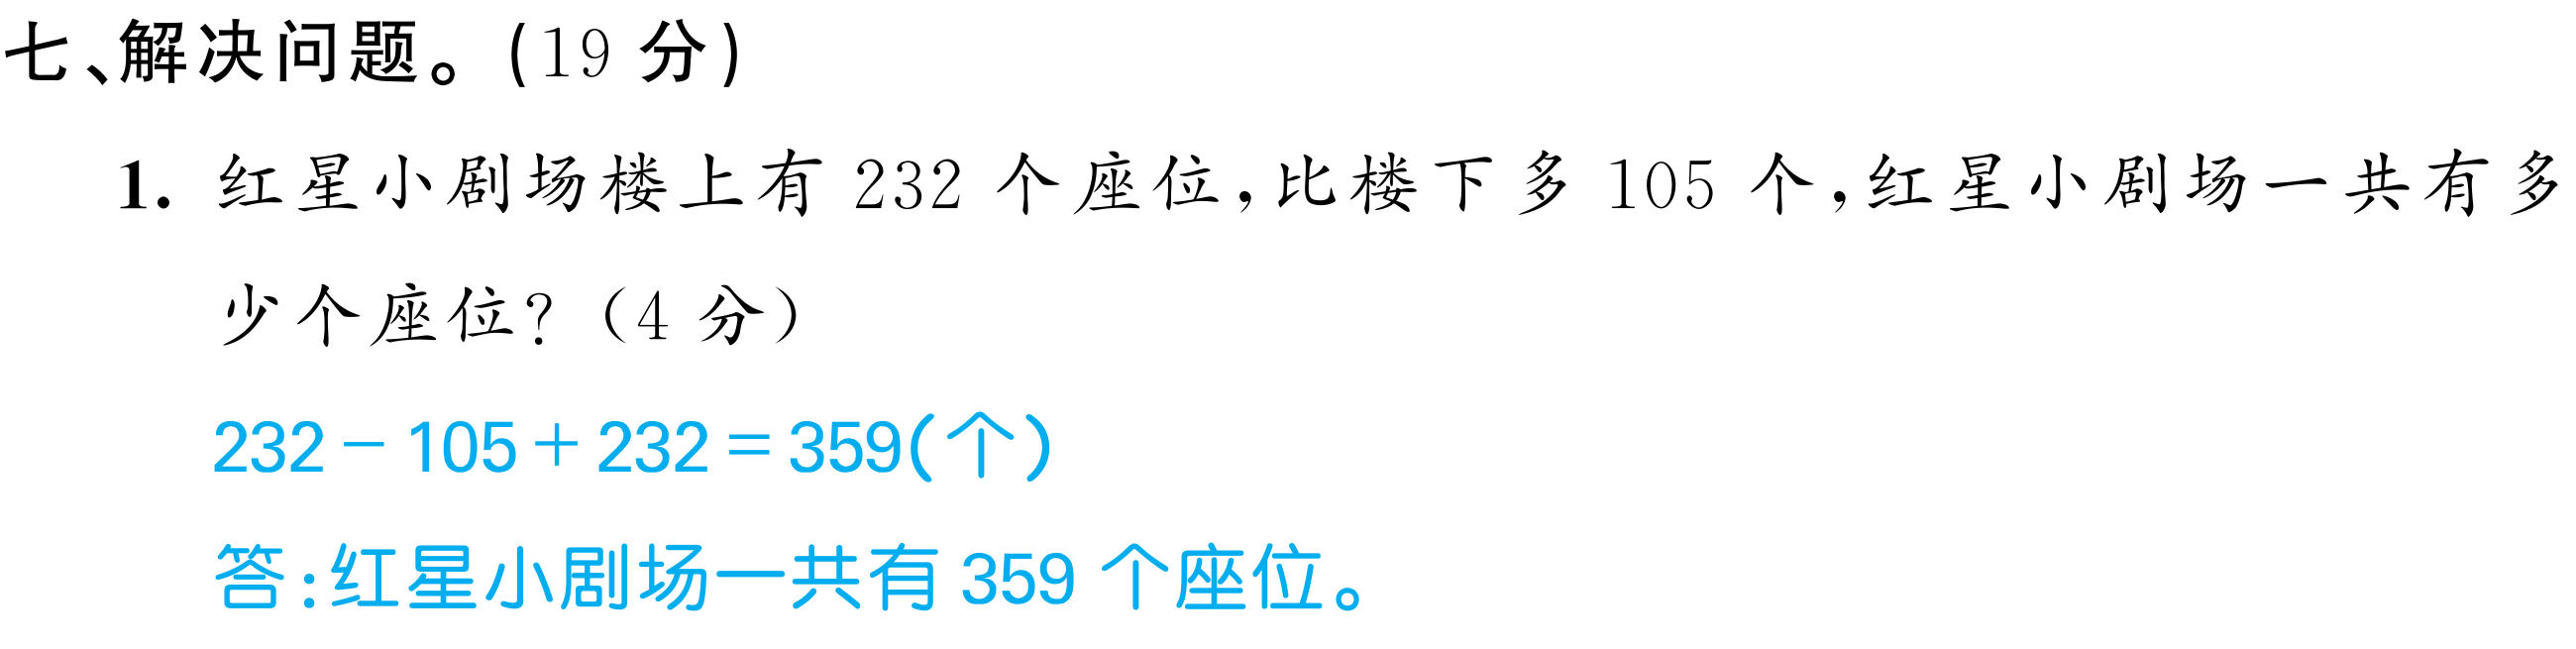 七、解决问题。(19 分)
1. 红星小剧场楼上有 232 个座位,比楼下多 105 个,红星小剧场一共有多
少个座位?(4 分)
232 − 105 + 232 = 359(个)
答:红星小剧场一共有 359 个座位。